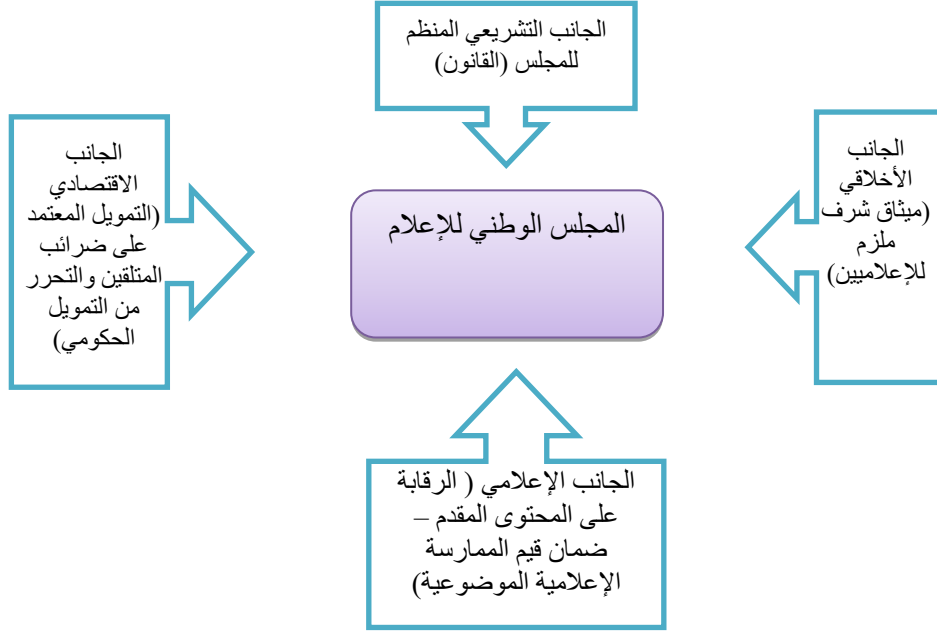 الجانب التشريعي المنظم
للمجلس (القانون)
الجانب
الأخلاقي
(ميثاق شرف
ملزم
للإعلاميين)
المجلس الوطني للإعلام
الجانب
الاقتصادي
(التمويل المعتمد
على ضرائب
المتلقين والتحرر
من التمويل
الحكومي)
الجانب الإعلامي ( الرقابة
على المحتوى المقدم –
ضمان قيم الممارسة
الإعلامية الموضوعية)